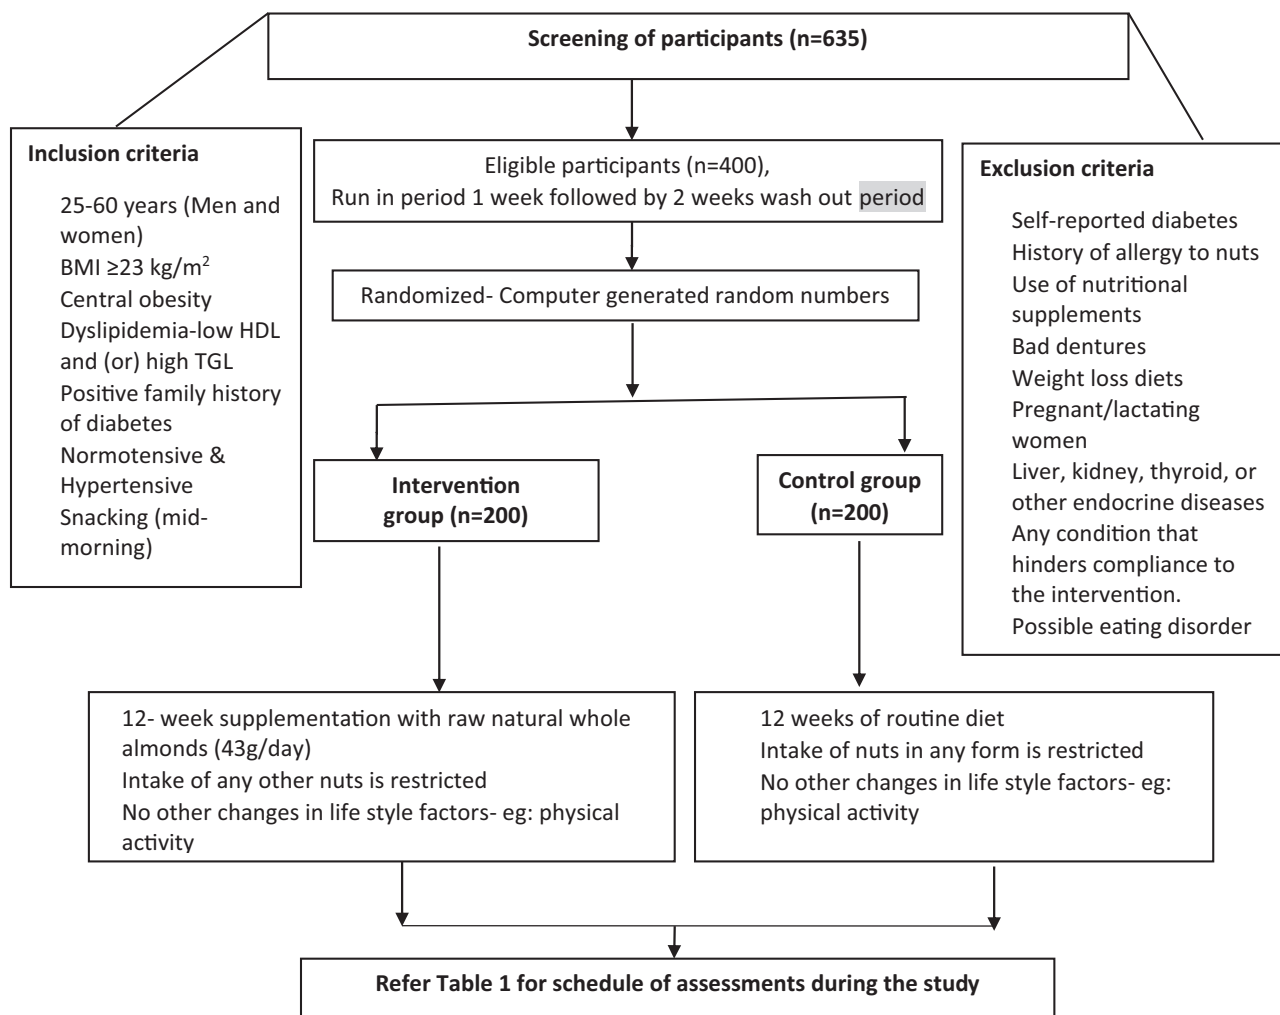 Screening of participants (n=635)
Inclusion criteria
25-60 years (Men and
women)
BMI ≥23 kg/m²
Central obesity
Dyslipidemia-low HDL
and (or) high TGL
Positive family history
of diabetes
Normotensive &
Hypertensive
Snacking (mid-
morning)
Eligible participants (n=400),
Run in period 1 week followed by 2 weeks wash out period
Randomized- Computer generated random numbers
Exclusion criteria
Self-reported diabetes
History of allergy to nuts
Use of nutritional
supplements
Bad dentures
Weight loss diets
Pregnant/lactating
women
Liver, kidney, thyroid, or
other endocrine diseases
Any condition that
hinders compliance to
the intervention.
Possible eating disorder
Intervention
group (n=200)
Control group
(n=200)
12- week supplementation with raw natural whole
almonds (43g/day)
Intake of any other nuts is restricted
No other changes in life style factors- eg: physical
activity
12 weeks of routine diet
Intake of nuts in any form is restricted
No other changes in life style factors- eg:
physical activity
Refer Table 1 for schedule of assessments during the study